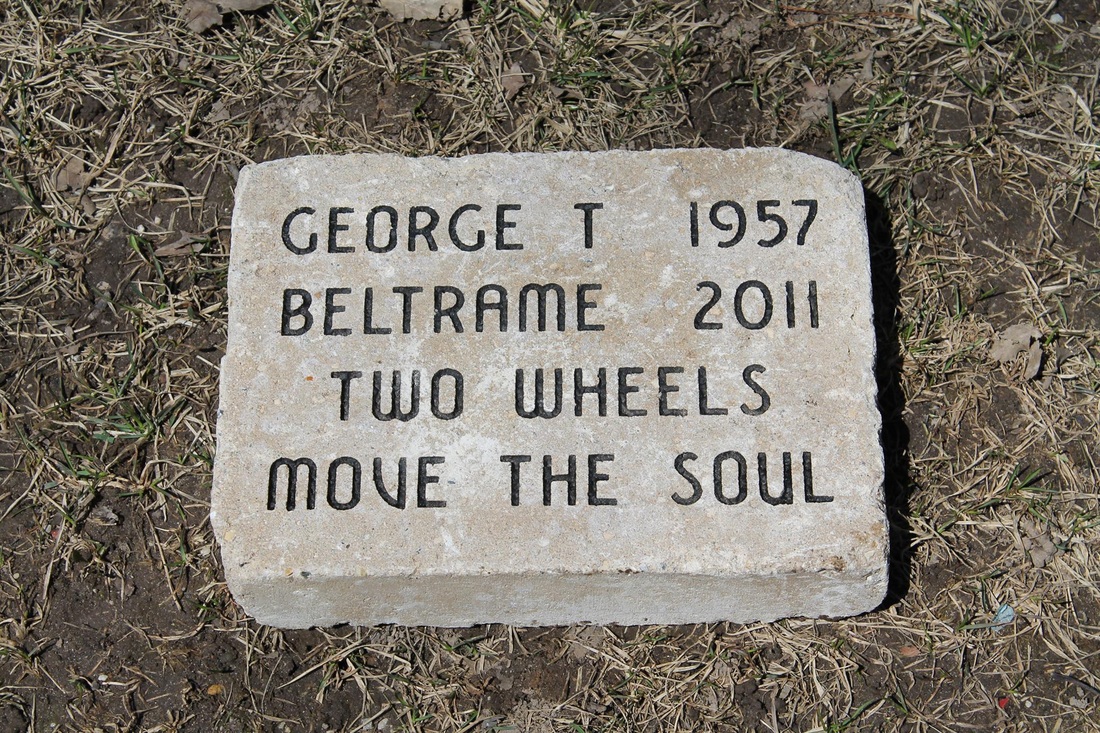 GEORGE T 1957
BELTRAME 2011
TWO WHEELS
MOVE THE SOUL